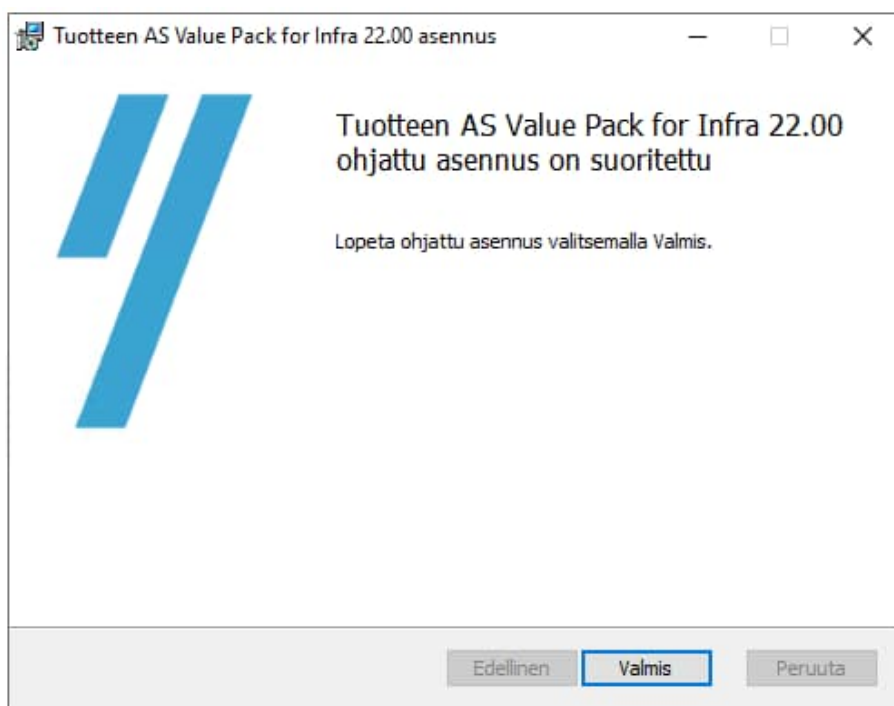 Tuotteen AS Value Pack for Infra 22.00 asennus
Tuotteen AS Value Pack for Infra 22.00
ohjattu asennus on suoritettu
Lopeta ohjattu asennus valitsemalla Valmis.
Edellinen
Valmis
Peruuta